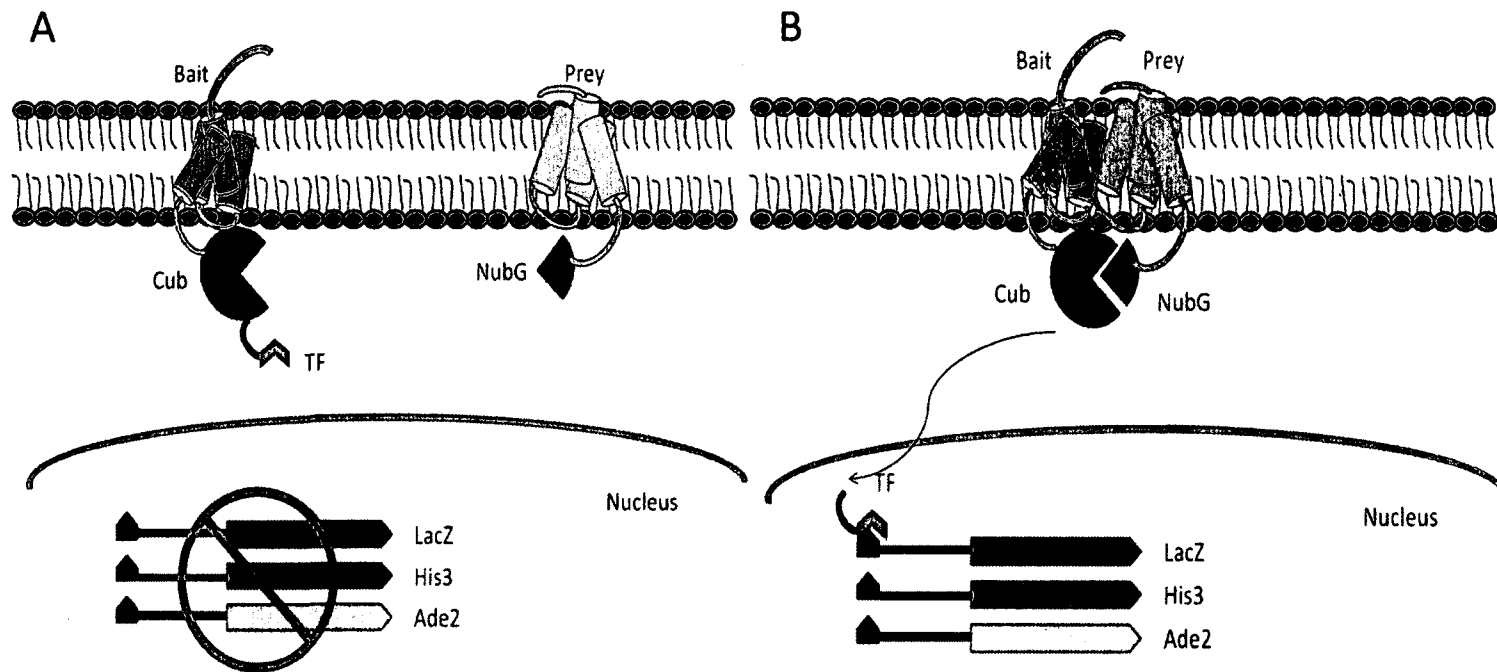 A
Bait
Prey
Cub
NubG
TF
Nucleus
LacZ
His3
Ade2
B
Bait
Prey
Cub
NubG
TF
Nucleus
LacZ
His3
Ade2